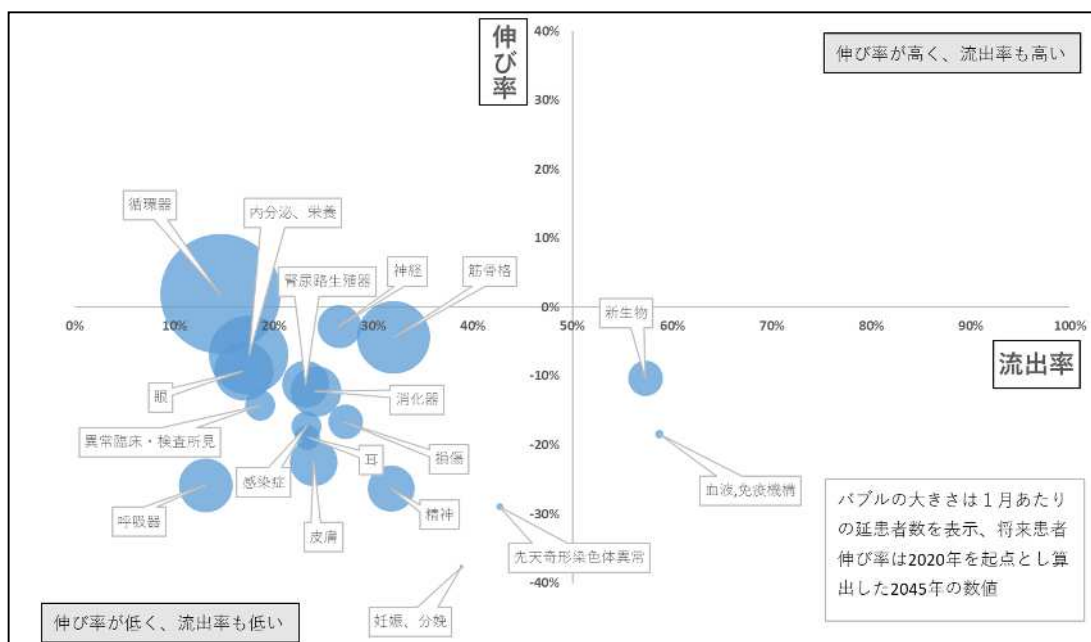 伸び率
伸び率が高く、流出率も高い
40%
30%
20%
10%
0%
-10%
-20%
-30%
-40%
0%
10%
20%
30%
40%
50%
60%
70%
80%
90%
100%
流出率
循環器
内分泌、栄養
腎尿路生殖器
神経
筋骨格
新生物
眼
消化器
異常臨床・検査所見
感染症
耳
損傷
血液,免疫機構
呼吸器
皮膚
精神
先天奇形染色体異常
妊娠、分娩
バブルの大きさは1月あたり
の延患者数を表示、将来患者
伸び率は2020年を起点とし算
出した2045年の数値
伸び率が低く、流出率も低い